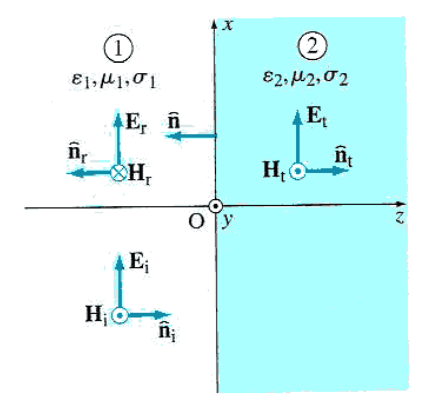 x
① ②
ε₁,μ₁,σ₁ ε₂,μ₂,σ₂
Eᵣ n̂ Eₜ
n̂ᵣ Hᵣ Hₜ n̂ₜ
O y z
Eᵢ
Hᵢ n̂ᵢ